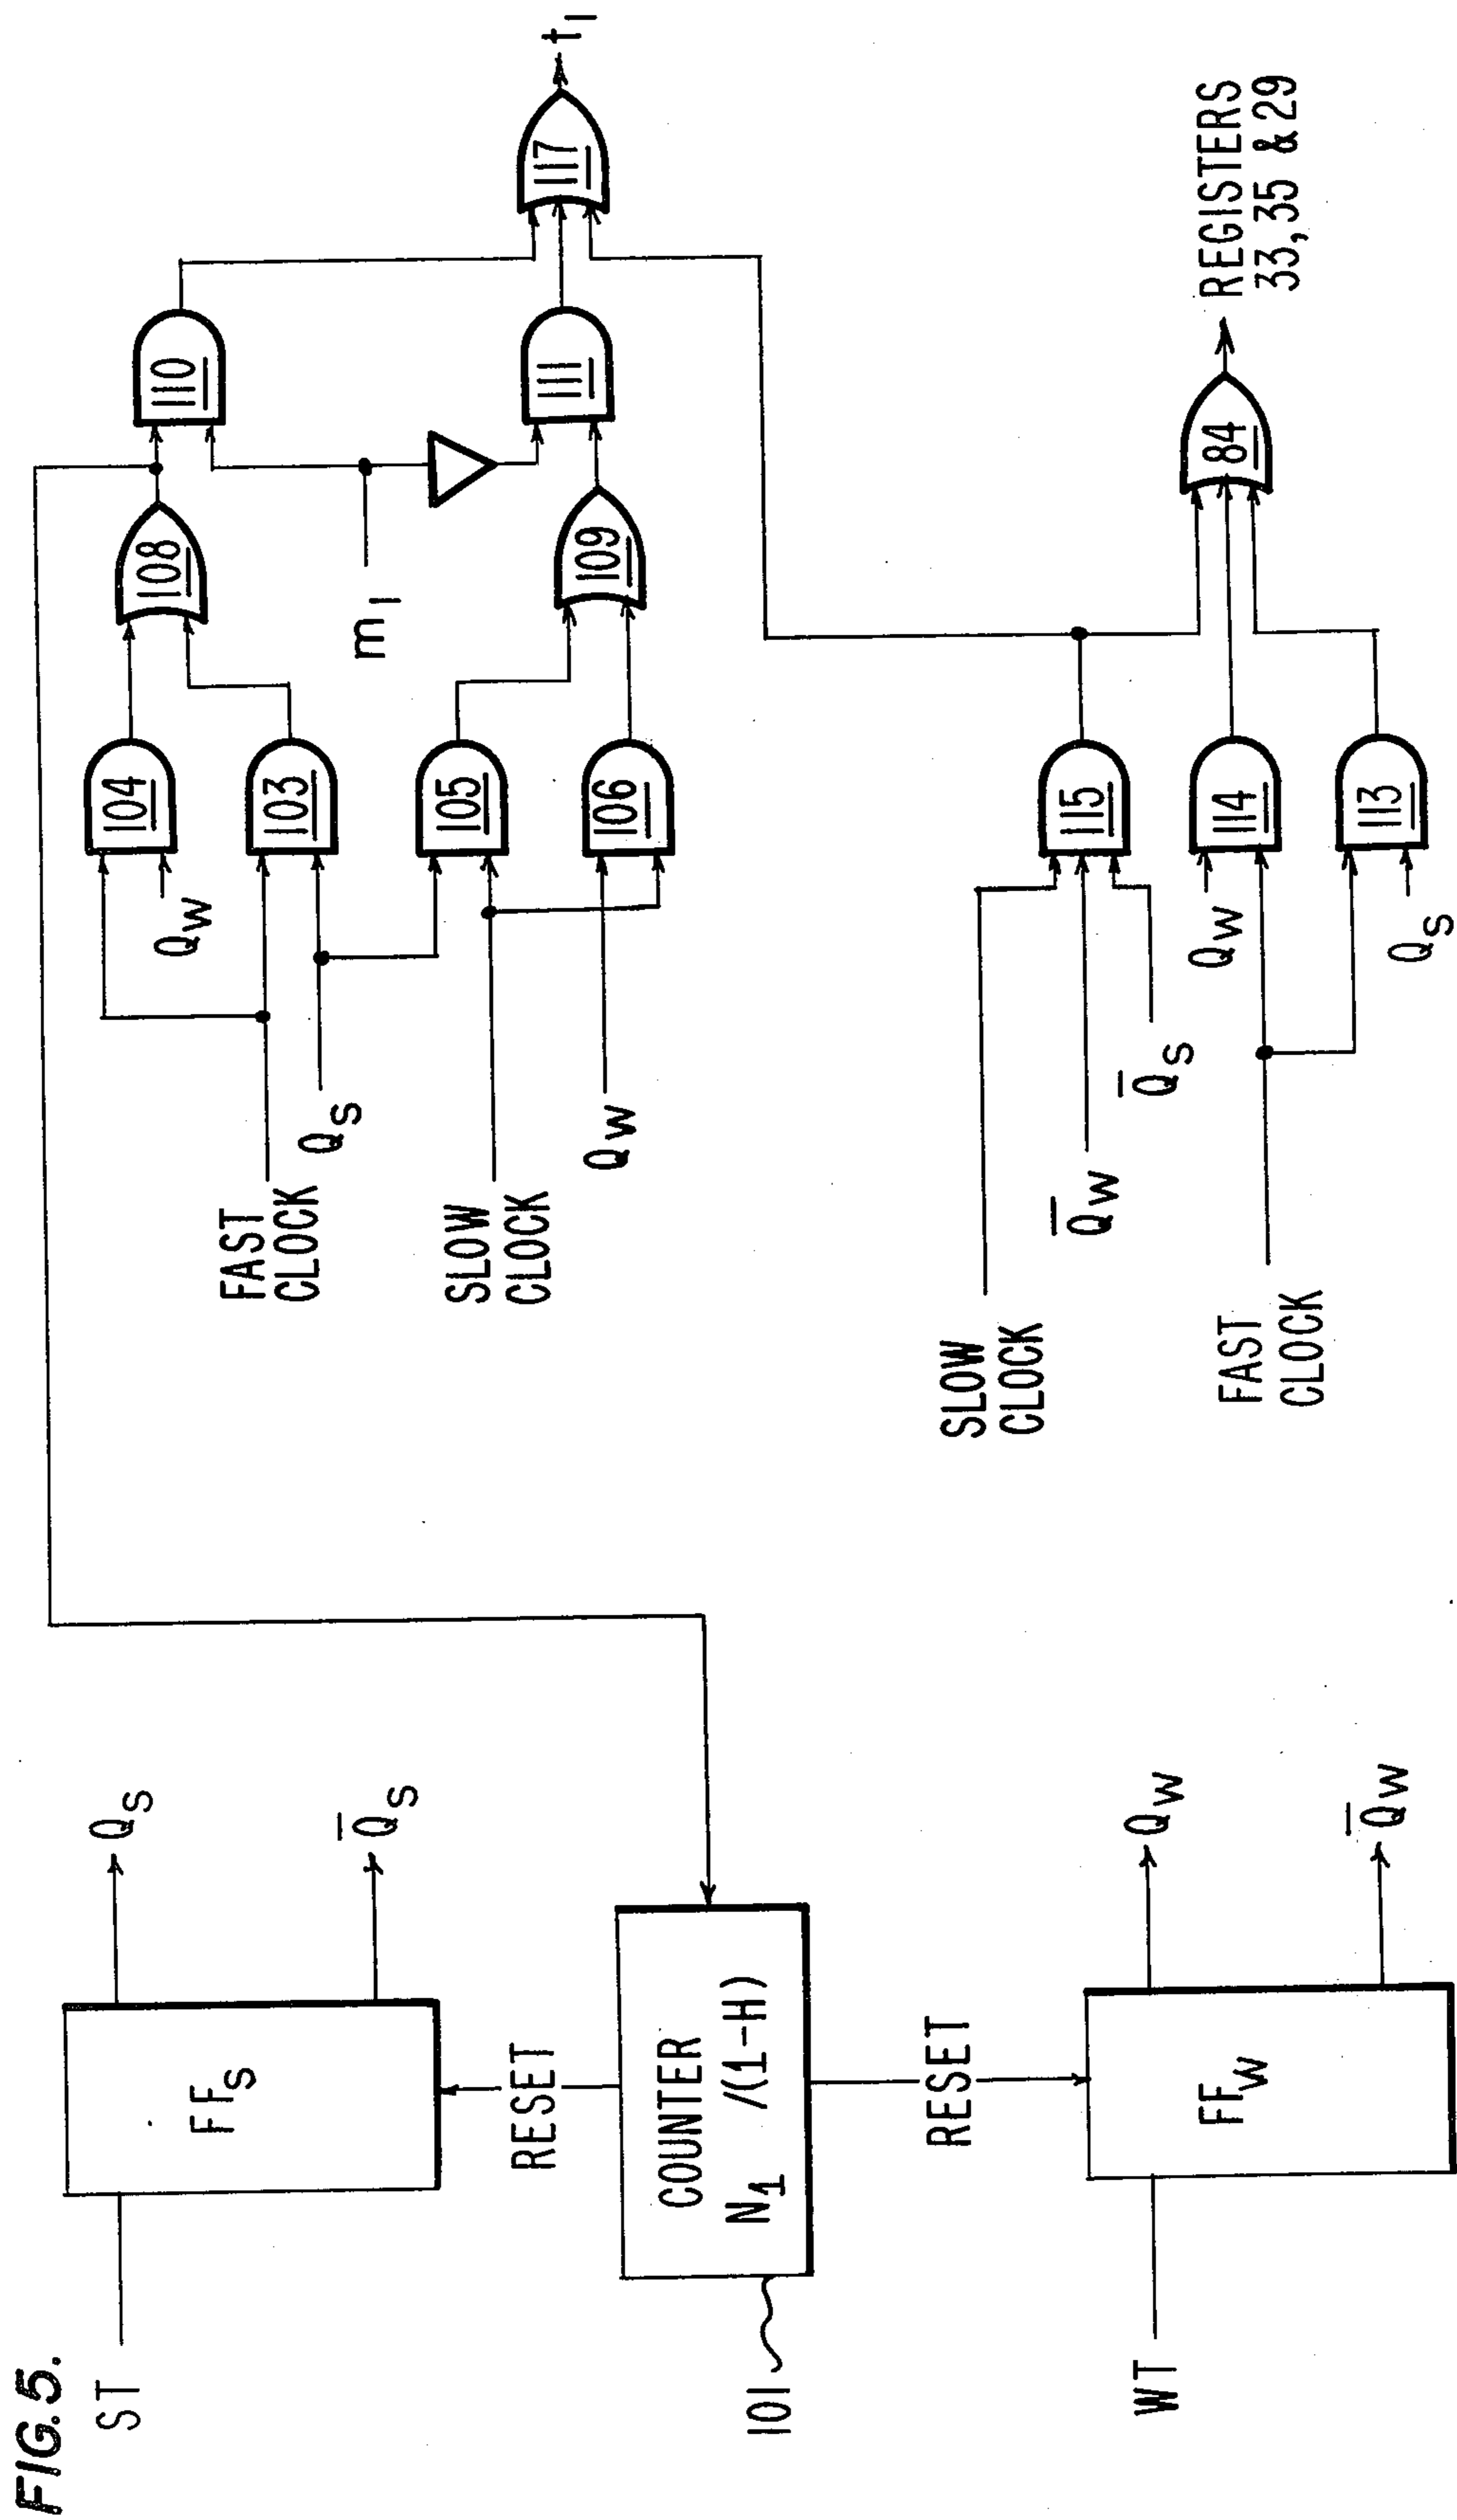 FIG. 5.
ST
FFS
QS
Q̅S
RESET
COUNTER
N1 /(1-H)
101
RESET
WT
FFW
QW
Q̅W
FAST
CLOCK
QS
SLOW
CLOCK
QW
QW
104
103
105
106
108
109
m1
110
111
117
t1
SLOW
CLOCK
Q̅W
Q̅S
FAST
CLOCK
QW
QS
115
114
113
84
REGISTERS
33,35 & 29